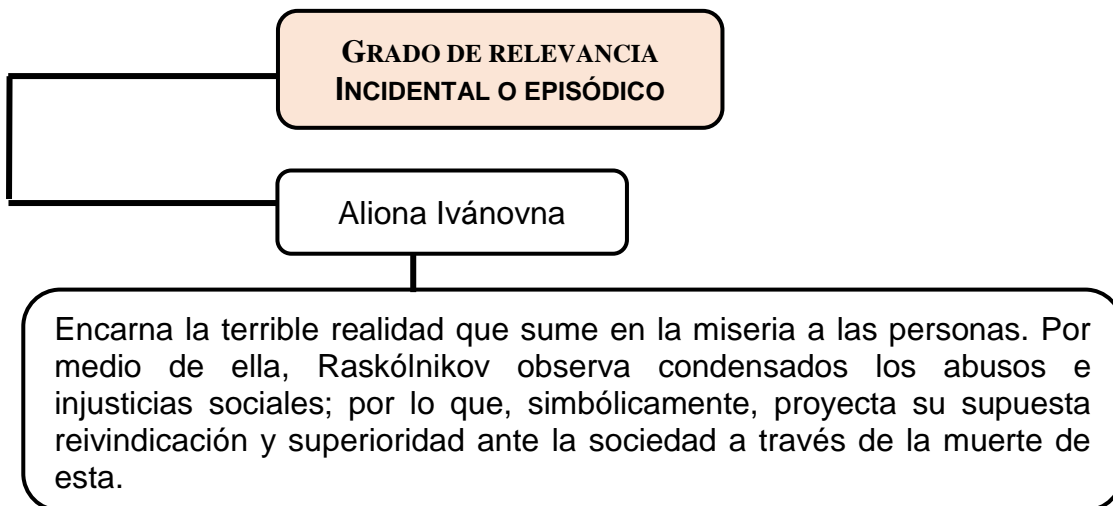 GRADO DE RELEVANCIA
INCIDENTAL O EPISÓDICO
Aliona Ivánovna
Encarna la terrible realidad que sume en la miseria a las personas. Por
medio de ella, Raskólnikov observa condensados los abusos e
injusticias sociales; por lo que, simbólicamente, proyecta su supuesta
reivindicación y superioridad ante la sociedad a través de la muerte de
esta.